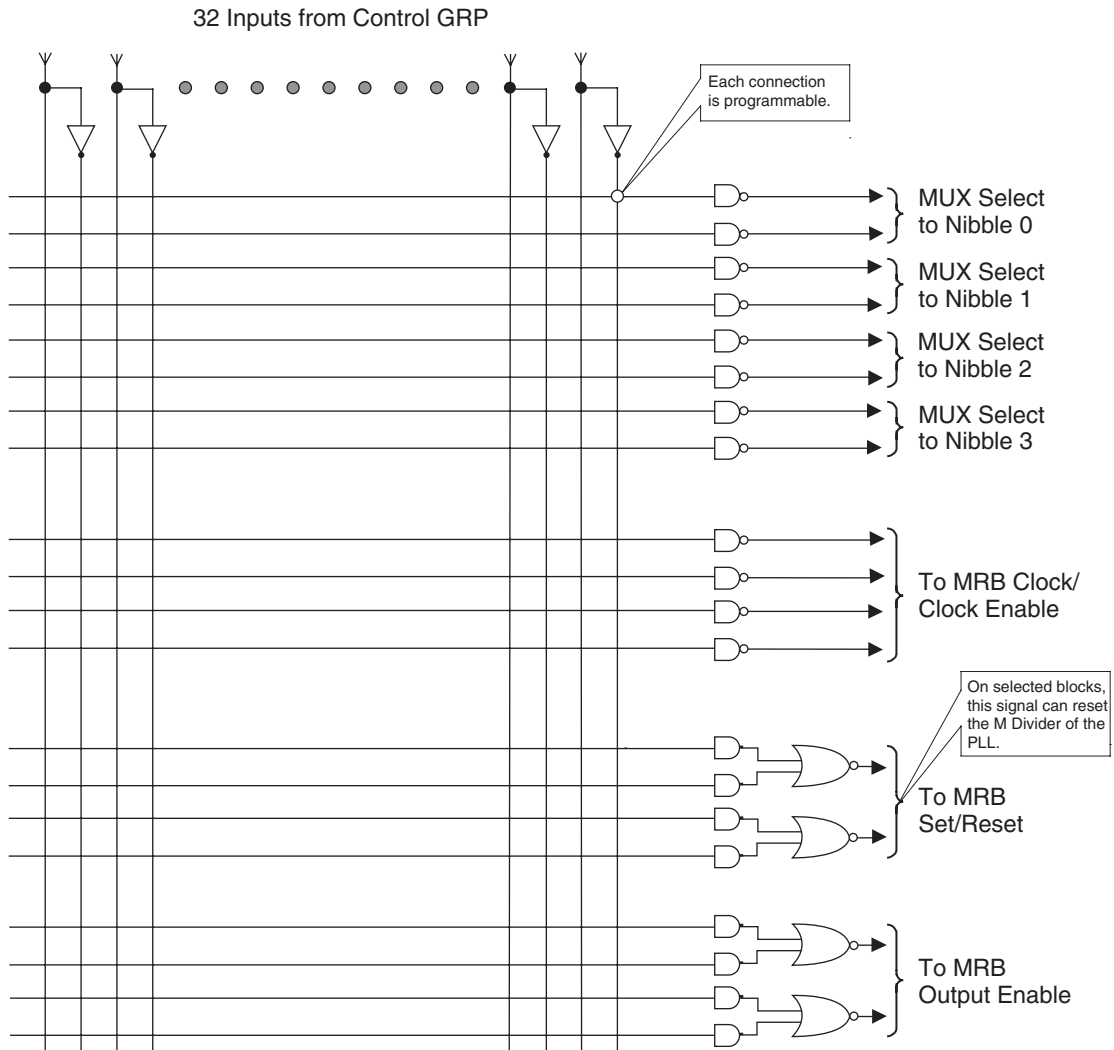 32 Inputs from Control GRP
Each connection
is programmable.
MUX Select
to Nibble 0
MUX Select
to Nibble 1
MUX Select
to Nibble 2
MUX Select
to Nibble 3
To MRB Clock/
Clock Enable
On selected blocks,
this signal can reset
the M Divider of the
PLL.
To MRB
Set/Reset
To MRB
Output Enable